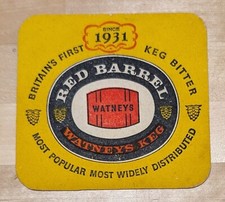 SINCE
1931
BRITAIN'S FIRST KEG BITTER
RED BARREL
WATNEYS
WATNEYS KEG
MOST POPULAR MOST WIDELY DISTRIBUTED